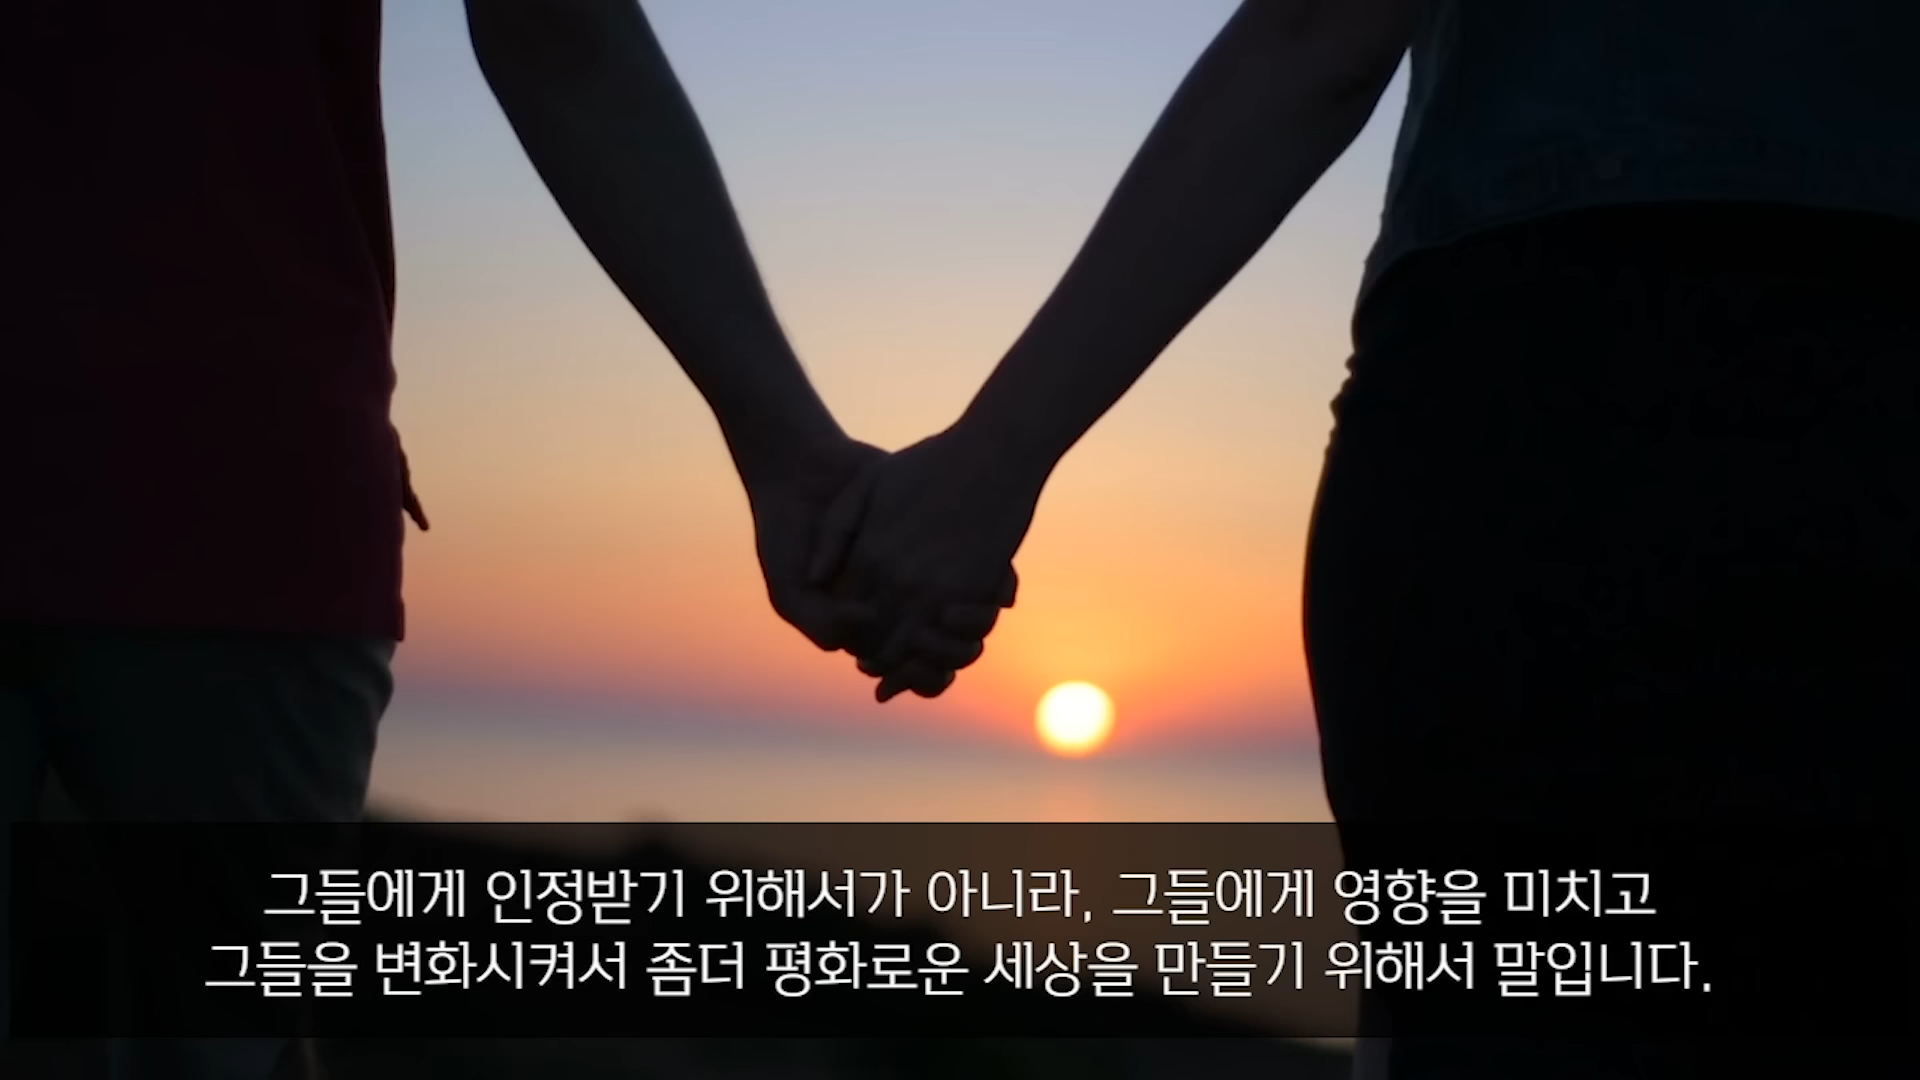 그들에게 인정받기 위해서가 아니라, 그들에게 영향을 미치고
그들을 변화시켜서 좀더 평화로운 세상을 만들기 위해서 말입니다.